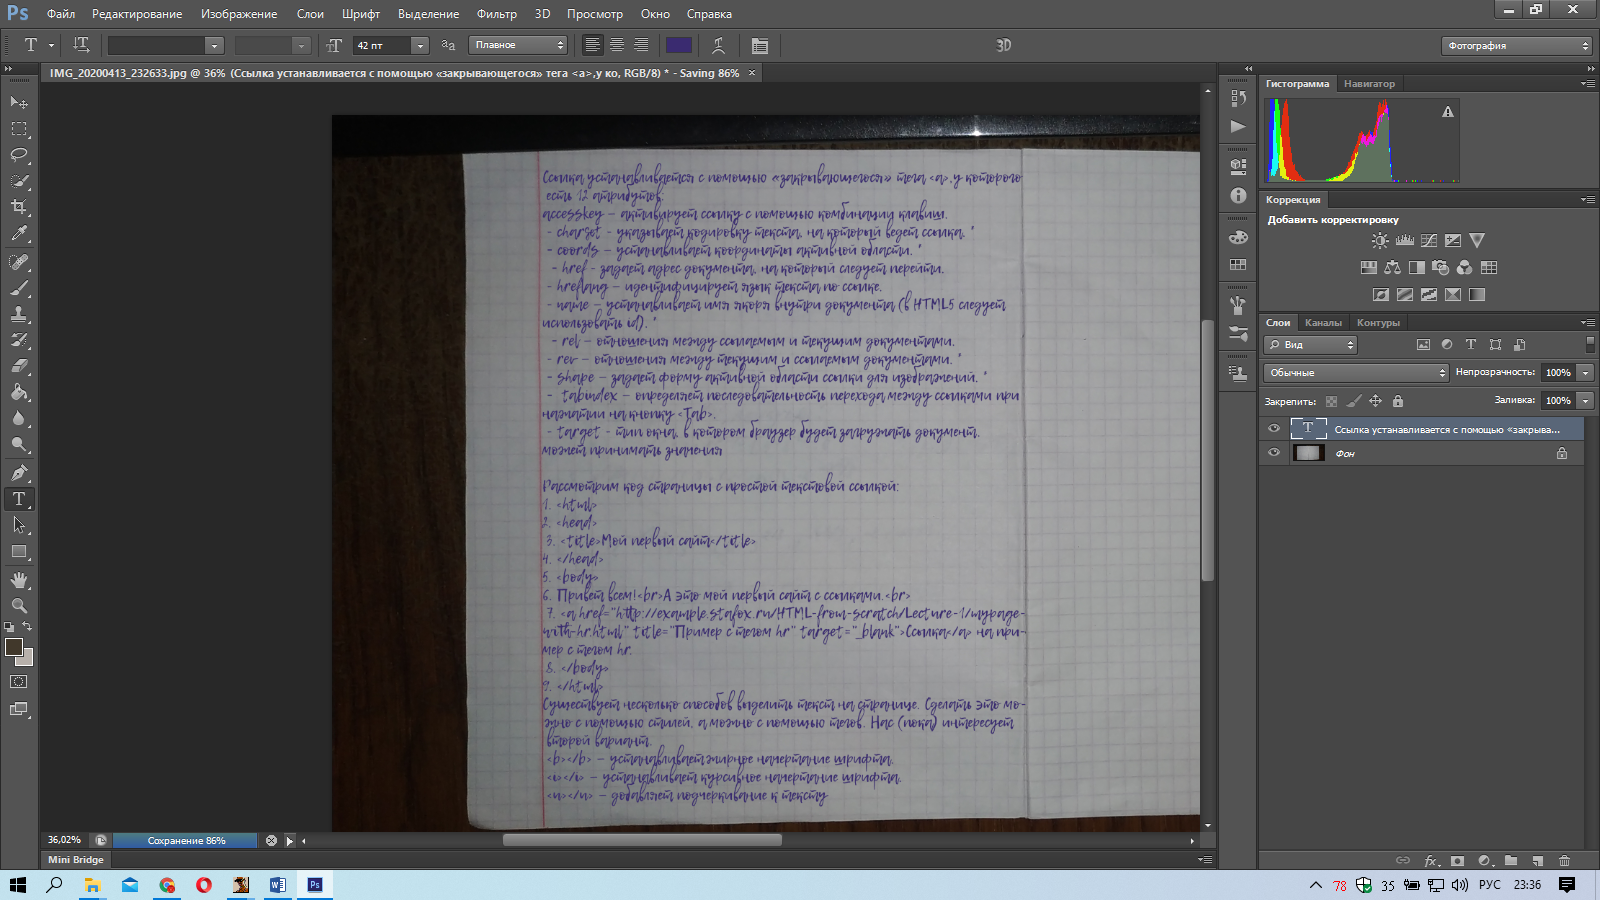 Ps Файл Редактирование Изображение Слои Шрифт Выделение Фильтр 3D Просмотр Окно Справка
T 42 пт aa Плавное 3D Фотография
IMG_20200413_232633.jpg @ 36% (Ссылка устанавливается с помощью «закрывающегося» тега <a>,у ко, RGB/8) * - Saving 86% ×
Ссылка устанавливается с помощью «закрывающегося» тега <a>,у которого
есть 12 атрибутов:
accesskey – активирует ссылку с помощью комбинации клавиш.
- charset - указывает кодировку текста, на который ведет ссылка. *
- coords – устанавливает координаты активной области. *
- href - задает адрес документа, на который следует перейти.
- hreflang – идентифицирует язык текста по ссылке.
- name – устанавливает имя якоря внутри документа (в HTML5 следует
использовать id). *
- rel – отношения между ссылаемым и текущим документами.
- rev – отношения между текущим и ссылаемым документами. *
- shape – задает форму активной области ссылки для изображений. *
- tabindex – определяет последовательность перехода между ссылками при
нажатии на кнопку <Tab>.
- target - тип окна, в котором браузер будет загружать документ,
может принимать значения
Рассмотрим код страницы с простой текстовой ссылкой:
1. <html>
2. <head>
3. <title>Мой первый сайт</title>
4. </head>
5. <body>
6. Привет всем!<br>А это мой первый сайт с ссылками.<br>
7. <a href="http://example.stafox.ru/HTML-from-scratch/Lecture-1/mypage-
with-hr.html" title="Пример с тегом hr" target="_blank">Ссылка</a> на при-
мер с тегом hr.
8. </body>
9. </html>
Существует несколько способов выделить текст на странице. Сделать это мо-
жно с помощью стилей, а можно с помощью тегов. Нас (пока) интересует
второй вариант.
<b></b> – устанавливает жирное начертание шрифта.
<i></i> – устанавливает курсивное начертание шрифта.
<u></u> – добавляет подчеркивание к тексту
Гистограмма Навигатор
Коррекция
Добавить корректировку
Слои Каналы Контуры
Вид
Обычные Непрозрачность: 100%
Закрепить: Заливка: 100%
T Ссылка устанавливается с помощью «закрыва...
Фон
fx
36,02% Сохранение 86%
Mini Bridge
78 35 РУС 23:36